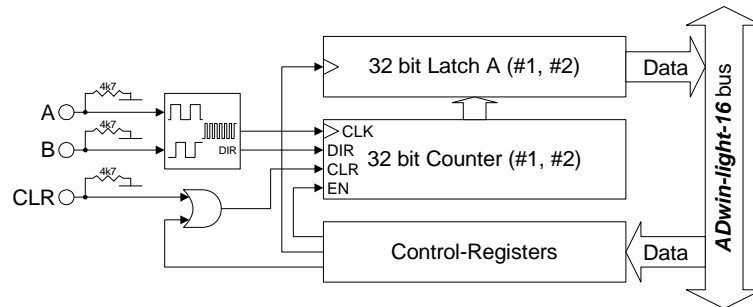 4k7
A
4k7
B
4k7
CLR
DIR
32 bit Latch A (#1, #2)
CLK
DIR
CLR
EN
32 bit Counter (#1, #2)
Control-Registers
Data
Data
ADwin-light-16 bus